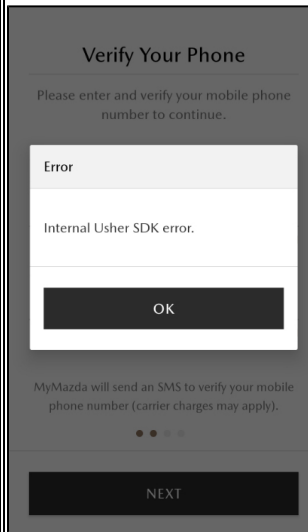 Verify Your Phone
Please enter and verify your mobile phone
number to continue.
Error
Internal Usher SDK error.
OK
MyMazda will send an SMS to verify your mobile
phone number (carrier charges may apply).
NEXT